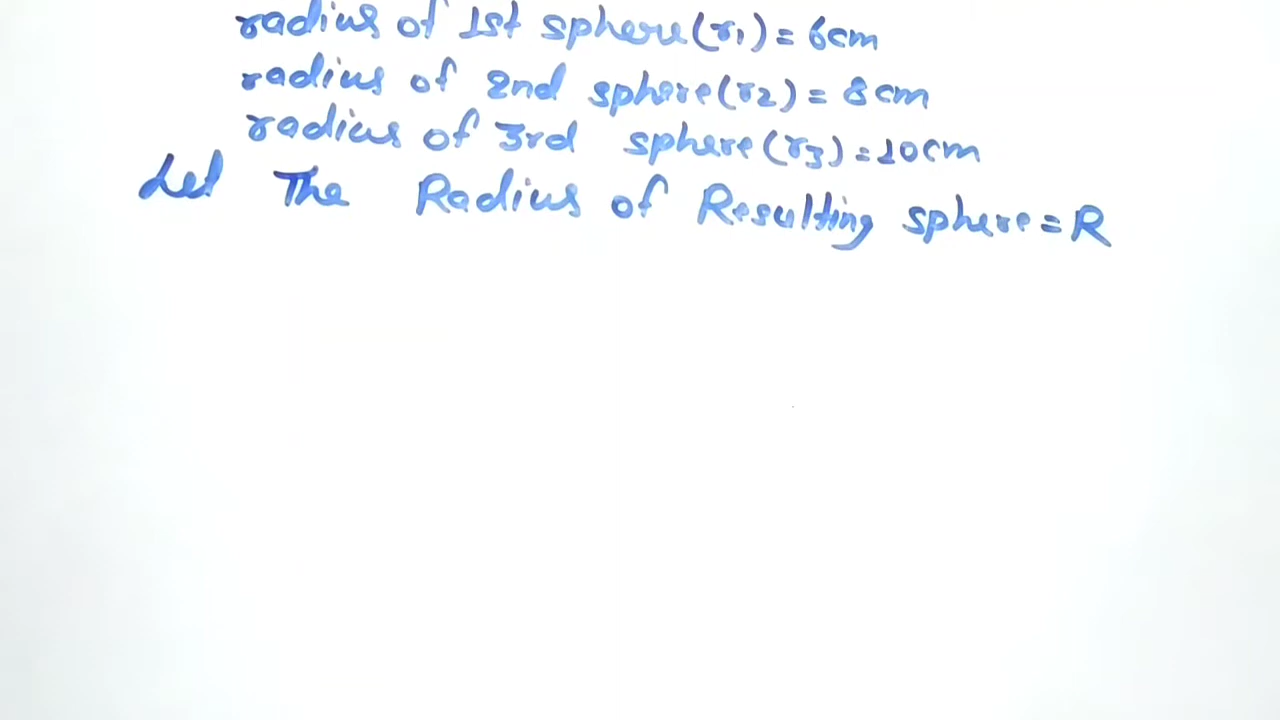 radius of 1st sphere(r1) = 6cm
radius of 2nd sphere(r2) = 8cm
radius of 3rd sphere(r3) = 10cm
Let The Radius of Resulting sphere = R